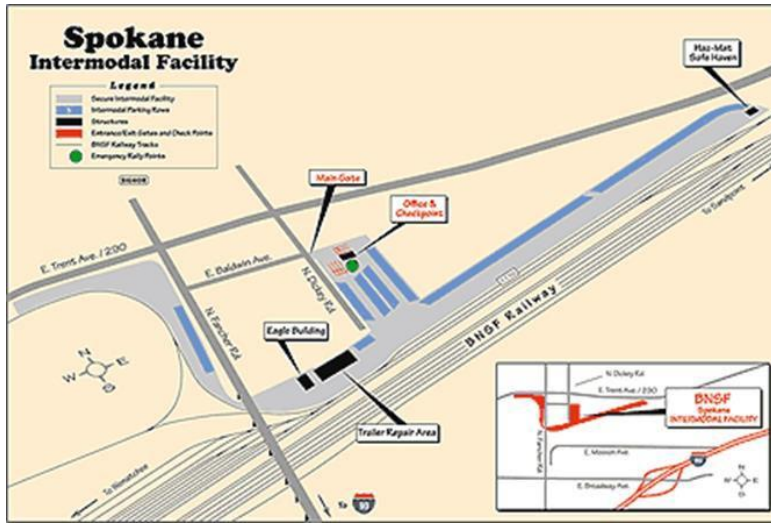 Spokane
Intermodal Facility
Legend
Secure Intermodal Facility
Intermodal Parking Rows
Structures
Entrance/Exit Gates and Check Points
BNSF Railway Tracks
Emergency Rally Points
Haz-Mat
Safe Haven
Main Gate
Office &
Checkpoint
E. Trent Ave. / 290
E. Baldwin Ave.
N. Dickey Rd.
N. Fancher Rd.
Eagle Building
Trailer Repair Area
BNSF Railway
To Sandpoint
To Wenatchee
To 90
N
W E
S
N. Dickey Rd.
E. Trent Ave. / 290
BNSF
Spokane
INTERMODAL FACILITY
N. Fancher Rd.
E. Mission Ave.
90
E. Broadway Ave.
N
W E
S